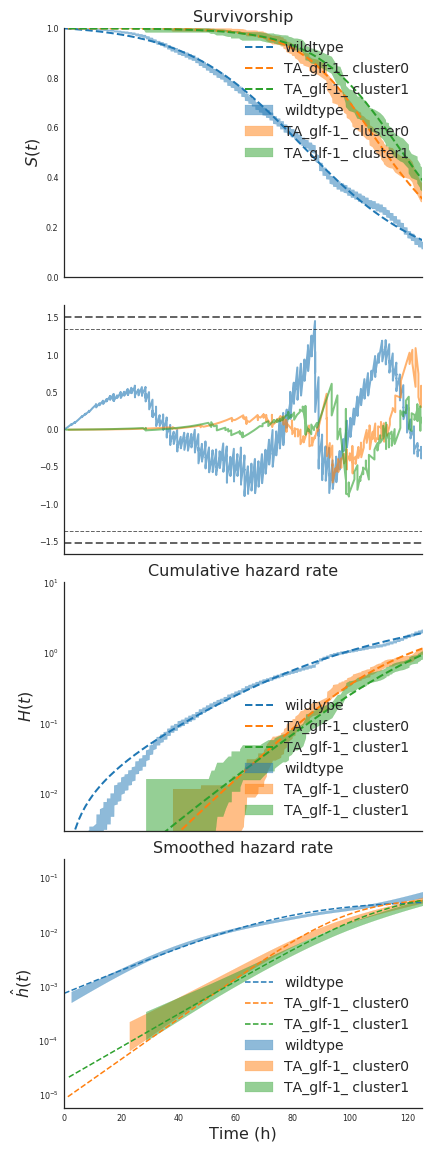 Survivorship
wildtype
TA_glf-1_ cluster0
TA_glf-1_ cluster1
wildtype
TA_glf-1_ cluster0
TA_glf-1_ cluster1
S(t)
1.0
0.8
0.6
0.4
0.2
0.0
1.5
1.0
0.5
0.0
−0.5
−1.0
−1.5
Cumulative hazard rate
10¹
10⁰
10⁻¹
10⁻²
H(t)
wildtype
TA_glf-1_ cluster0
TA_glf-1_ cluster1
wildtype
TA_glf-1_ cluster0
TA_glf-1_ cluster1
Smoothed hazard rate
10⁻¹
10⁻²
10⁻³
10⁻⁴
10⁻⁵
ĥ(t)
wildtype
TA_glf-1_ cluster0
TA_glf-1_ cluster1
wildtype
TA_glf-1_ cluster0
TA_glf-1_ cluster1
0 20 40 60 80 100 120
Time (h)